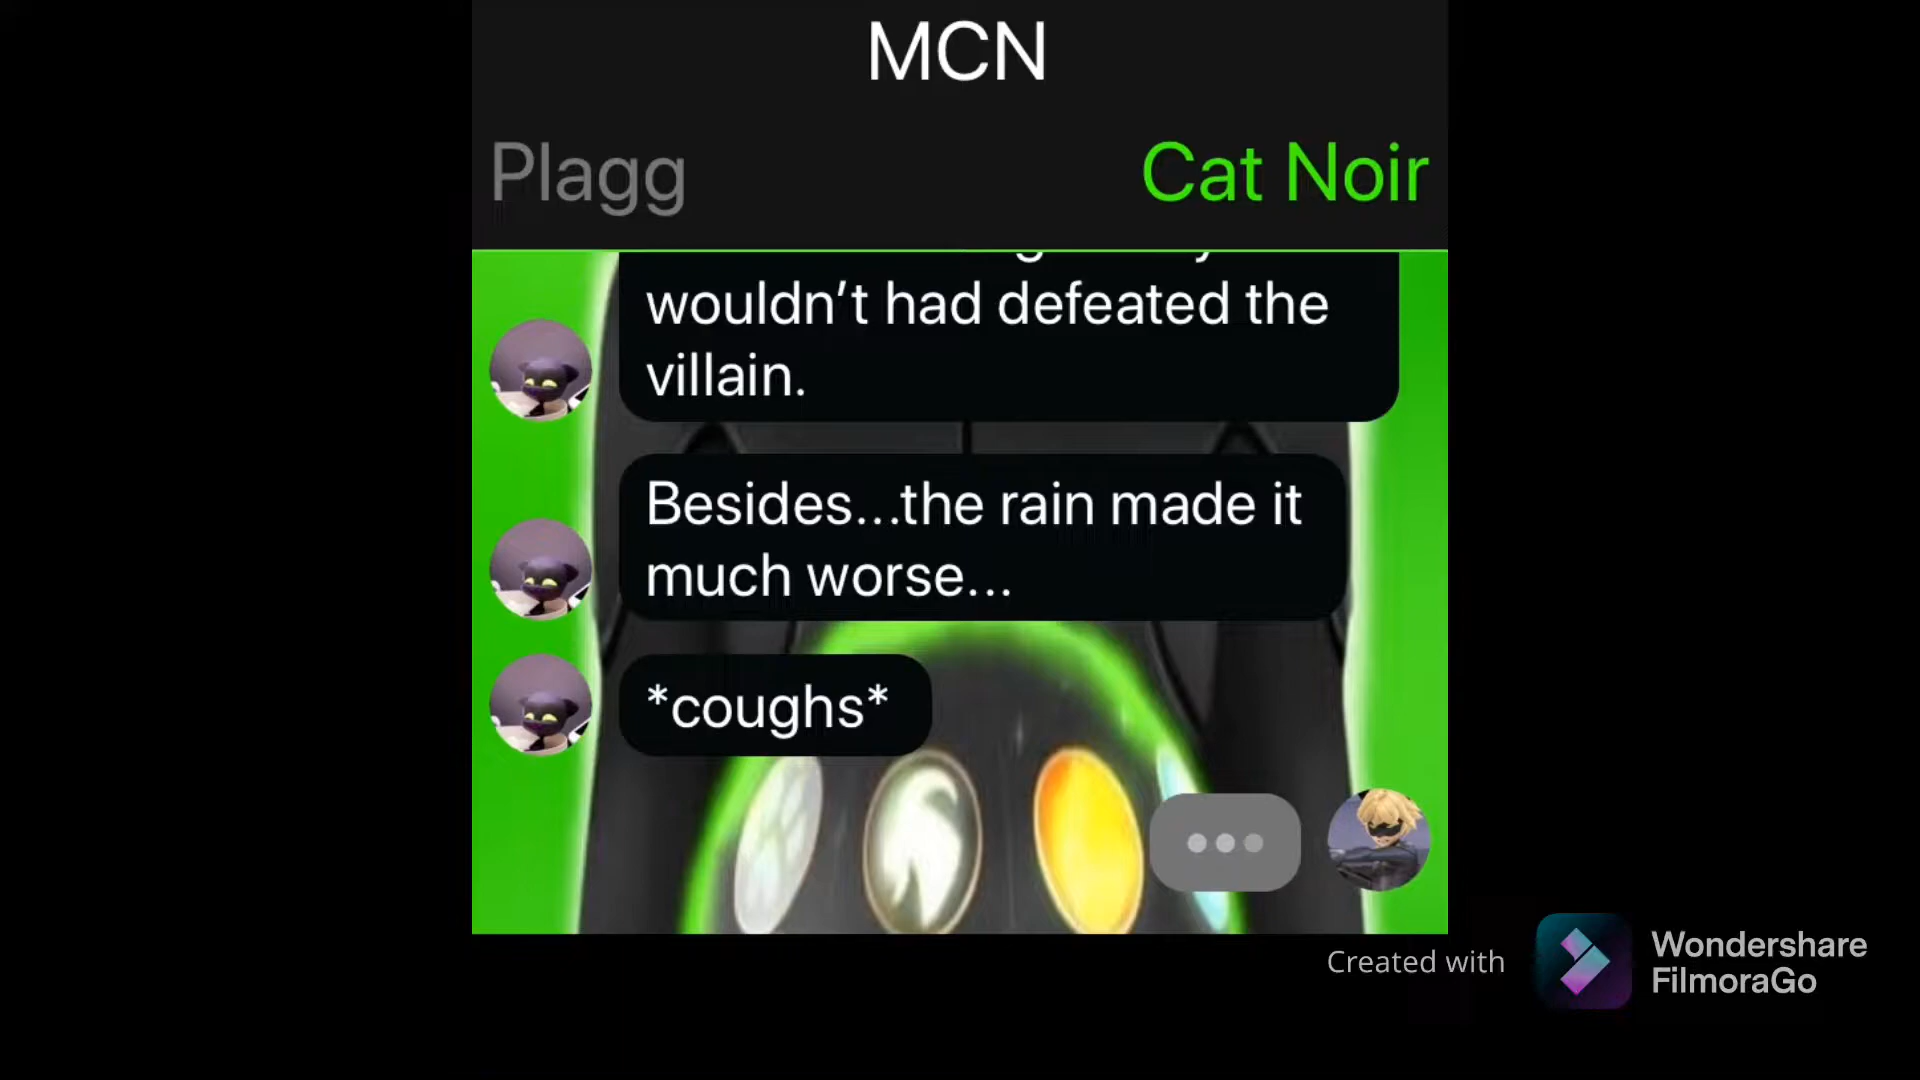 MCN
Plagg
Cat Noir
wouldn’t had defeated the
villain.
Besides...the rain made it
much worse...
*coughs*
Created with
Wondershare
FilmoraGo